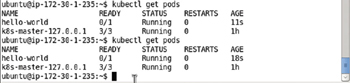 ubuntu@ip-172-30-1-235:~$ kubectl get pods
NAME READY STATUS RESTARTS AGE
hello-world 0/1 Running 0 11s
k8s-master-127.0.0.1 3/3 Running 0 1h
ubuntu@ip-172-30-1-235:~$ kubectl get pods
NAME READY STATUS RESTARTS AGE
hello-world 0/1 Running 0 18s
k8s-master-127.0.0.1 3/3 Running 0 1h
ubuntu@ip-172-30-1-235:~$